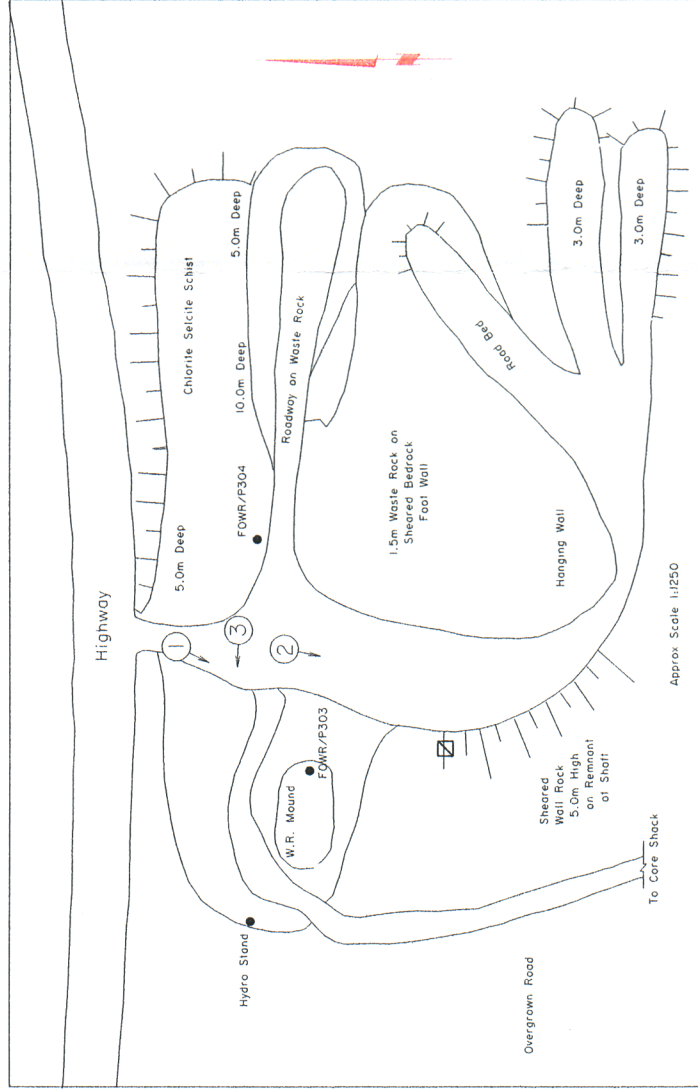 Highway
5.0m Deep
Chlorite Selcite Schist
FOWR/P304
10.0m Deep
5.0m Deep
Roadway on Waste Rock
1
3
2
1.5m Waste Rock on
Sheared Bedrock
Foot Wall
Road Bed
3.0m Deep
3.0m Deep
Hanging Wall
Hydro Stand
W.R. Mound
FOWR/P303
Sheared
Wall Rock
5.0m High
on Remnant
of Shaft
Overgrown Road
To Core Shack
Approx Scale 1:1250